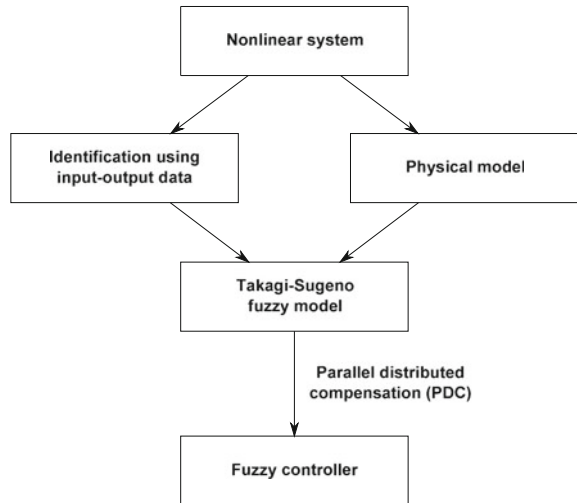 Nonlinear system
Identification using
input-output data
Physical model
Takagi-Sugeno
fuzzy model
Parallel distributed
compensation (PDC)
Fuzzy controller